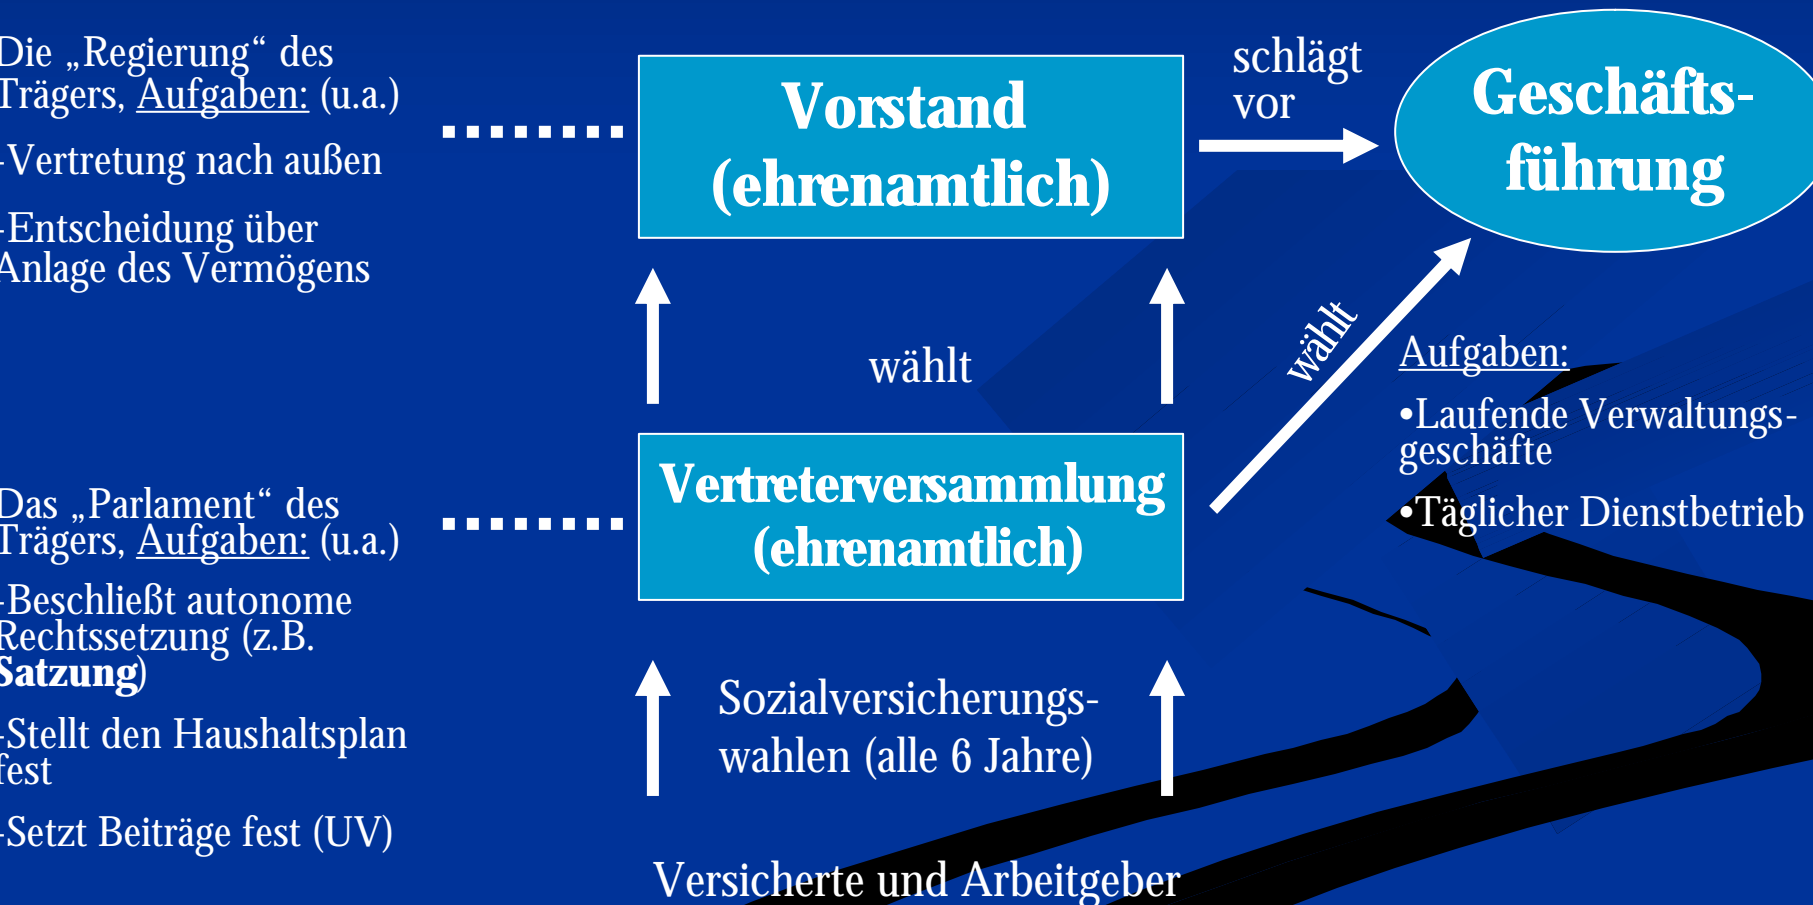 Die „Regierung“ des
Trägers, Aufgaben: (u.a.)
-Vertretung nach außen
-Entscheidung über
Anlage des Vermögens
Vorstand
(ehrenamtlich)
schlägt
vor
Geschäfts-
führung
wählt
wählt
Aufgaben:
•Laufende Verwaltungs-
geschäfte
•Täglicher Dienstbetrieb
Das „Parlament“ des
Trägers, Aufgaben: (u.a.)
-Beschließt autonome
Rechtssetzung (z.B.
Satzung)
-Stellt den Haushaltsplan
fest
-Setzt Beiträge fest (UV)
Vertreterversammlung
(ehrenamtlich)
Sozialversicherungs-
wahlen (alle 6 Jahre)
Versicherte und Arbeitgeber